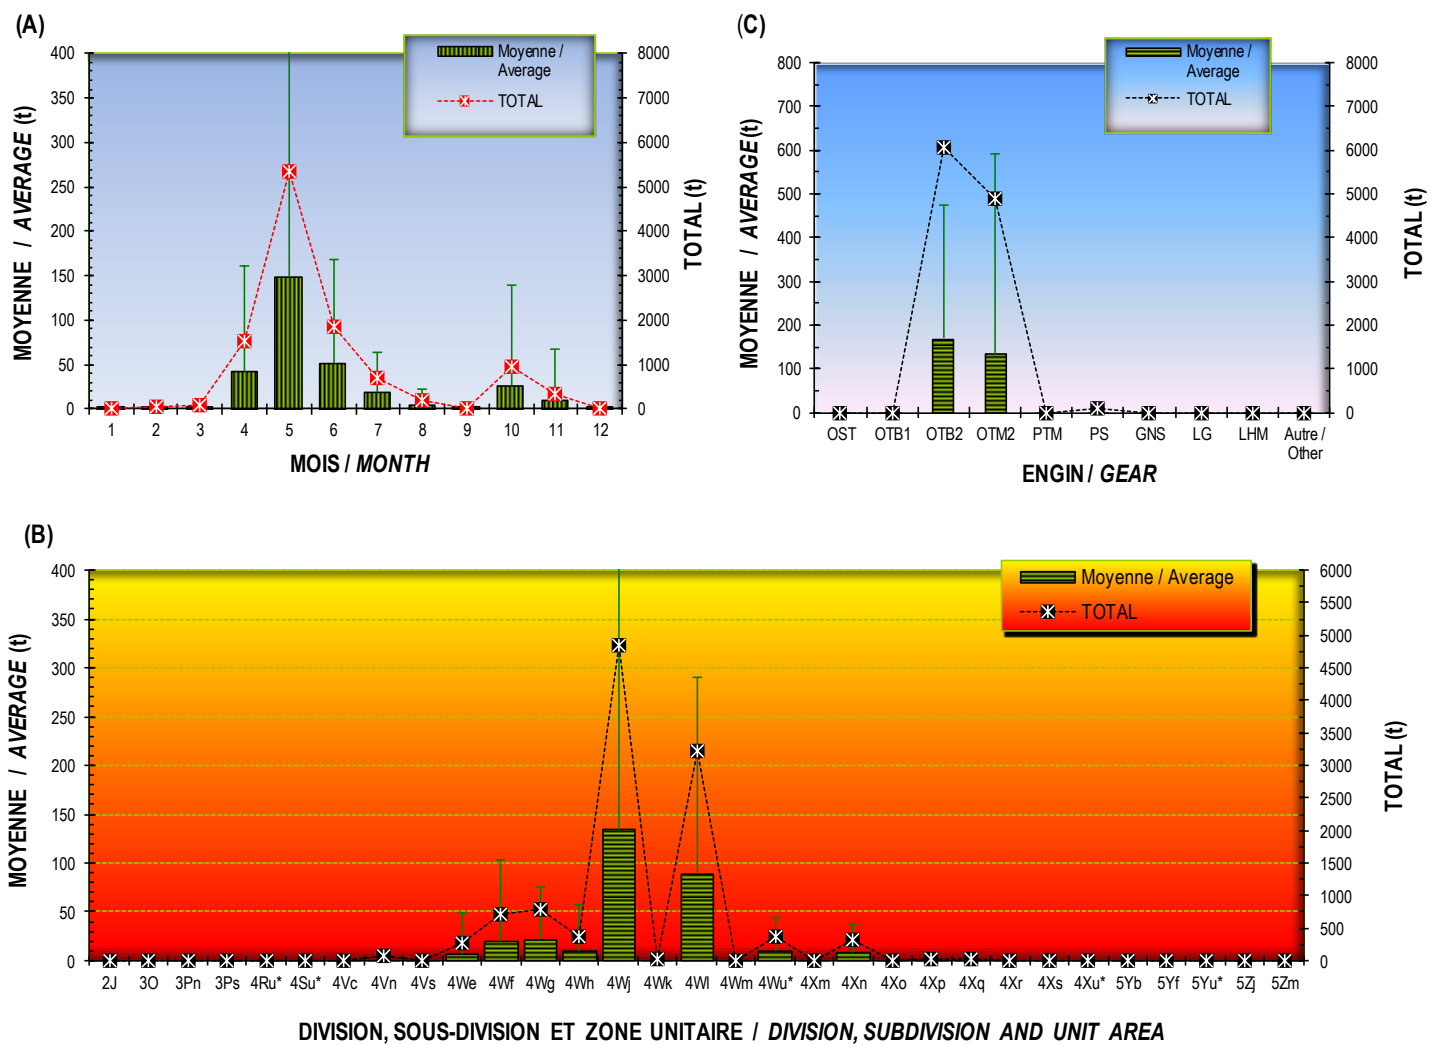 (A)
400
350
300
250
200
150
100
50
0
MOYENNE / AVERAGE (t)
8000
7000
6000
5000
4000
3000
2000
1000
0
TOTAL (t)
Moyenne /
Average
TOTAL
1 2 3 4 5 6 7 8 9 10 11 12
MOIS / MONTH
(C)
800
700
600
500
400
300
200
100
0
MOYENNE / AVERAGE (t)
8000
7000
6000
5000
4000
3000
2000
1000
0
TOTAL (t)
Moyenne /
Average
TOTAL
OST OTB1 OTB2 OTM2 PTM PS GNS LG LHM Autre /
Other
ENGIN / GEAR
(B)
400
350
300
250
200
150
100
50
0
MOYENNE / AVERAGE (t)
6000
5500
5000
4500
4000
3500
3000
2500
2000
1500
1000
500
0
TOTAL (t)
Moyenne / Average
TOTAL
2J 3O 3Pn 3Ps 4Ru* 4Su* 4Vc 4Vn 4Vs 4We 4Wf 4Wg 4Wh 4Wj 4Wk 4Wl 4Wm 4Wu* 4Xm 4Xn 4Xo 4Xp 4Xq 4Xr 4Xs 4Xu* 5Yb 5Yf 5Yu* 5Zj 5Zm
DIVISION, SOUS-DIVISION ET ZONE UNITAIRE / DIVISION, SUBDIVISION AND UNIT AREA